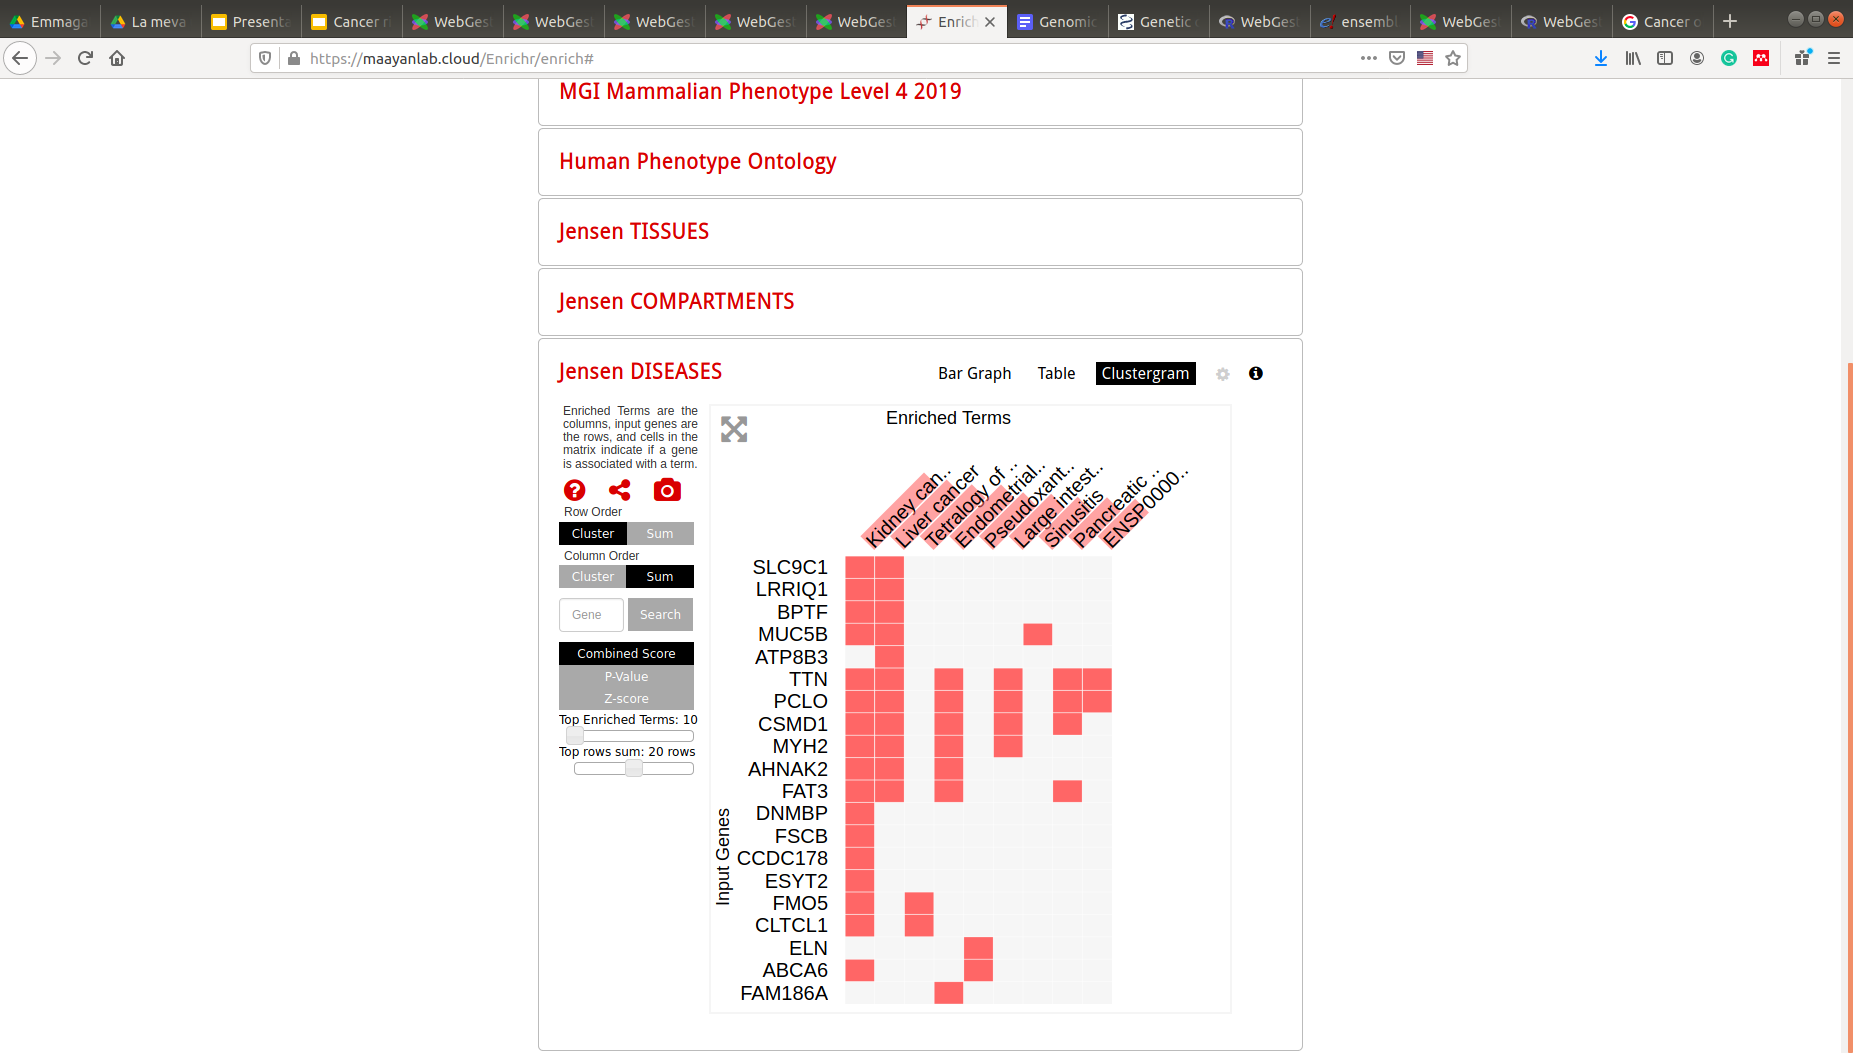 Emmaga
La meva
Presenta
Cancer ri
WebGest
WebGest
WebGest
WebGest
WebGest
Enrich
Genomic
Genetic
WebGest
ensembl
WebGest
WebGest
Cancer o
https://maayanlab.cloud/Enrichr/enrich#
MGI Mammalian Phenotype Level 4 2019
Human Phenotype Ontology
Jensen TISSUES
Jensen COMPARTMENTS
Jensen DISEASES
Bar Graph
Table
Clustergram
Enriched Terms are the
columns, input genes are
the rows, and cells in the
matrix indicate if a gene
is associated with a term.
Row Order
Cluster
Sum
Column Order
Cluster
Sum
Gene
Search
Combined Score
P-Value
Z-score
Top Enriched Terms: 10
Top rows sum: 20 rows
Enriched Terms
Kidney can..
Liver cancer
Tetralogy of ..
Endometrial..
Pseudoxant..
Large intest..
Sinusitis
Pancreatic ..
ENSP0000..
Input Genes
SLC9C1
LRRIQ1
BPTF
MUC5B
ATP8B3
TTN
PCLO
CSMD1
MYH2
AHNAK2
FAT3
DNMBP
FSCB
CCDC178
ESYT2
FMO5
CLTCL1
ELN
ABCA6
FAM186A